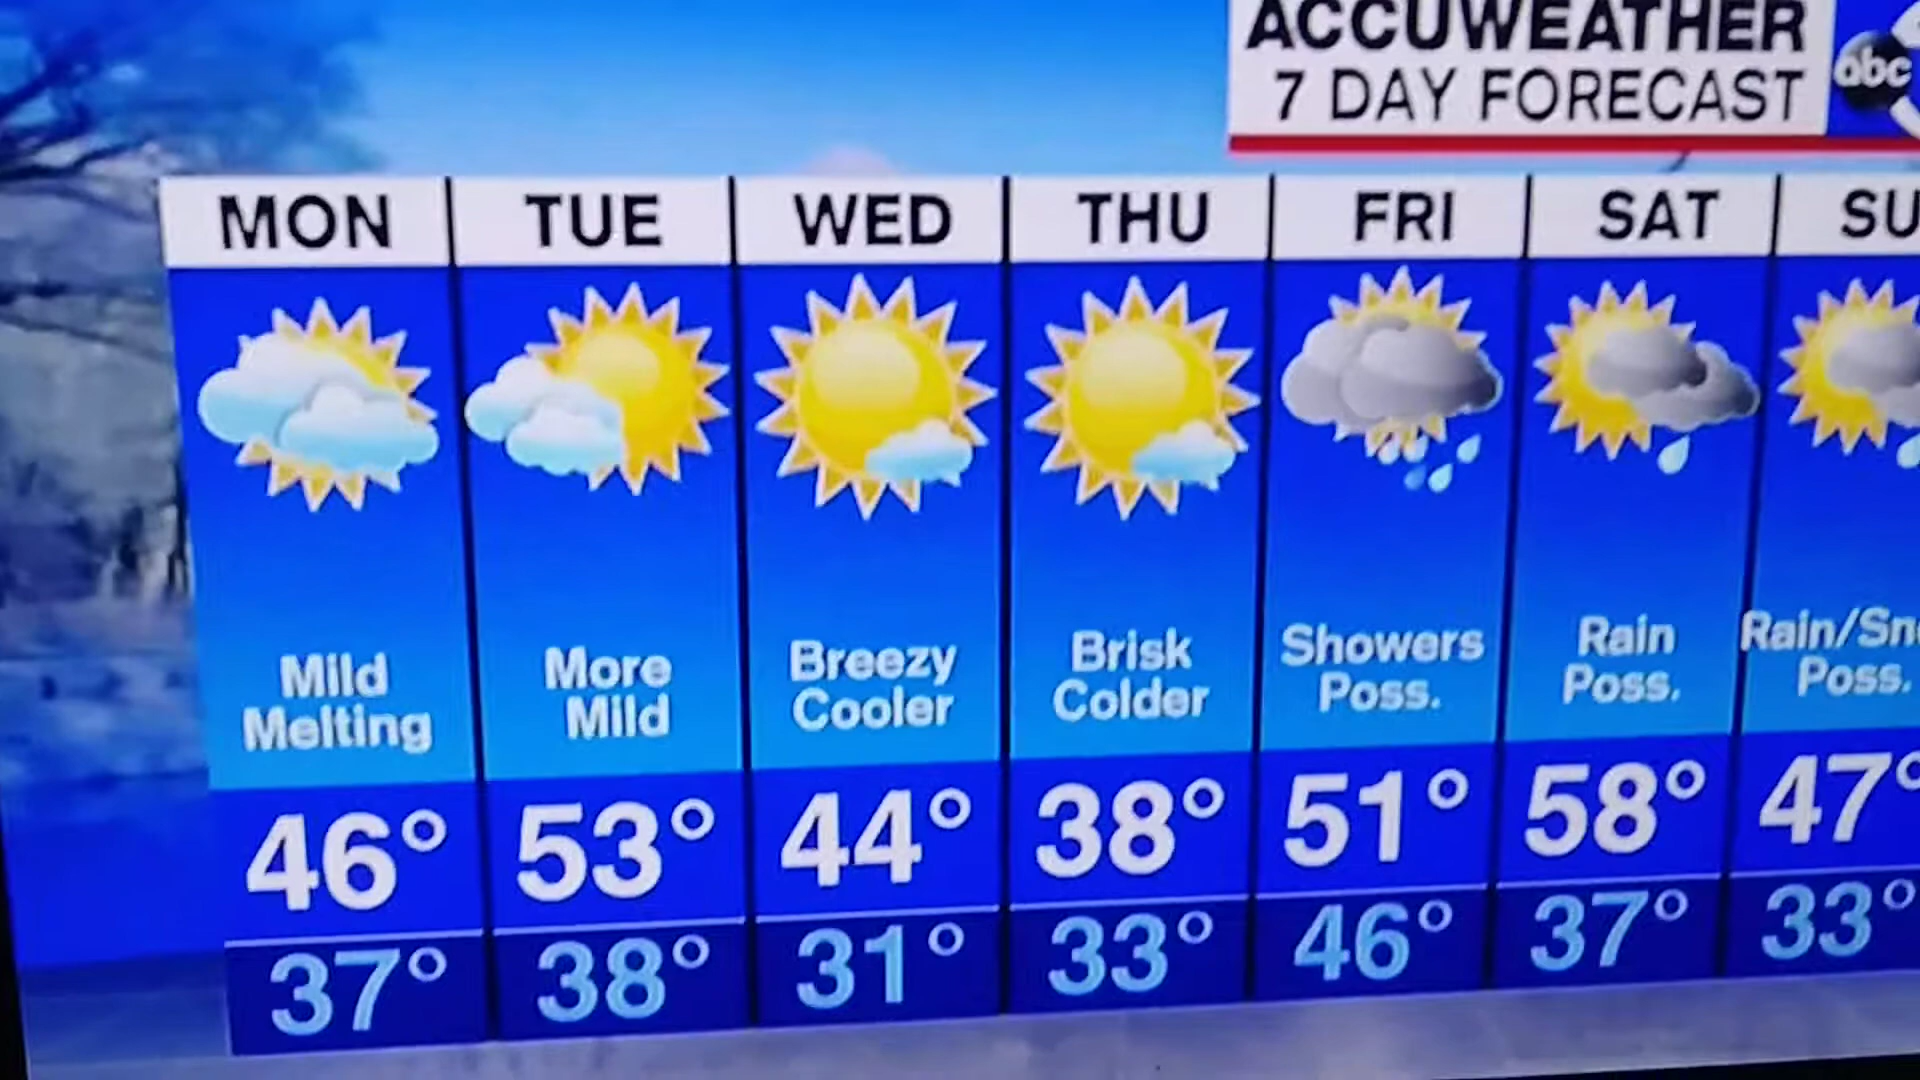 ACCUWEATHER
7 DAY FORECAST
abc
MON TUE WED THU FRI SAT
Mild Melting
More Mild
Breezy Cooler
Brisk Colder
Showers Poss.
Rain Poss.
Poss.
46° 53° 44° 38° 51° 58° 47°
37° 38° 31° 33° 46° 37° 33°